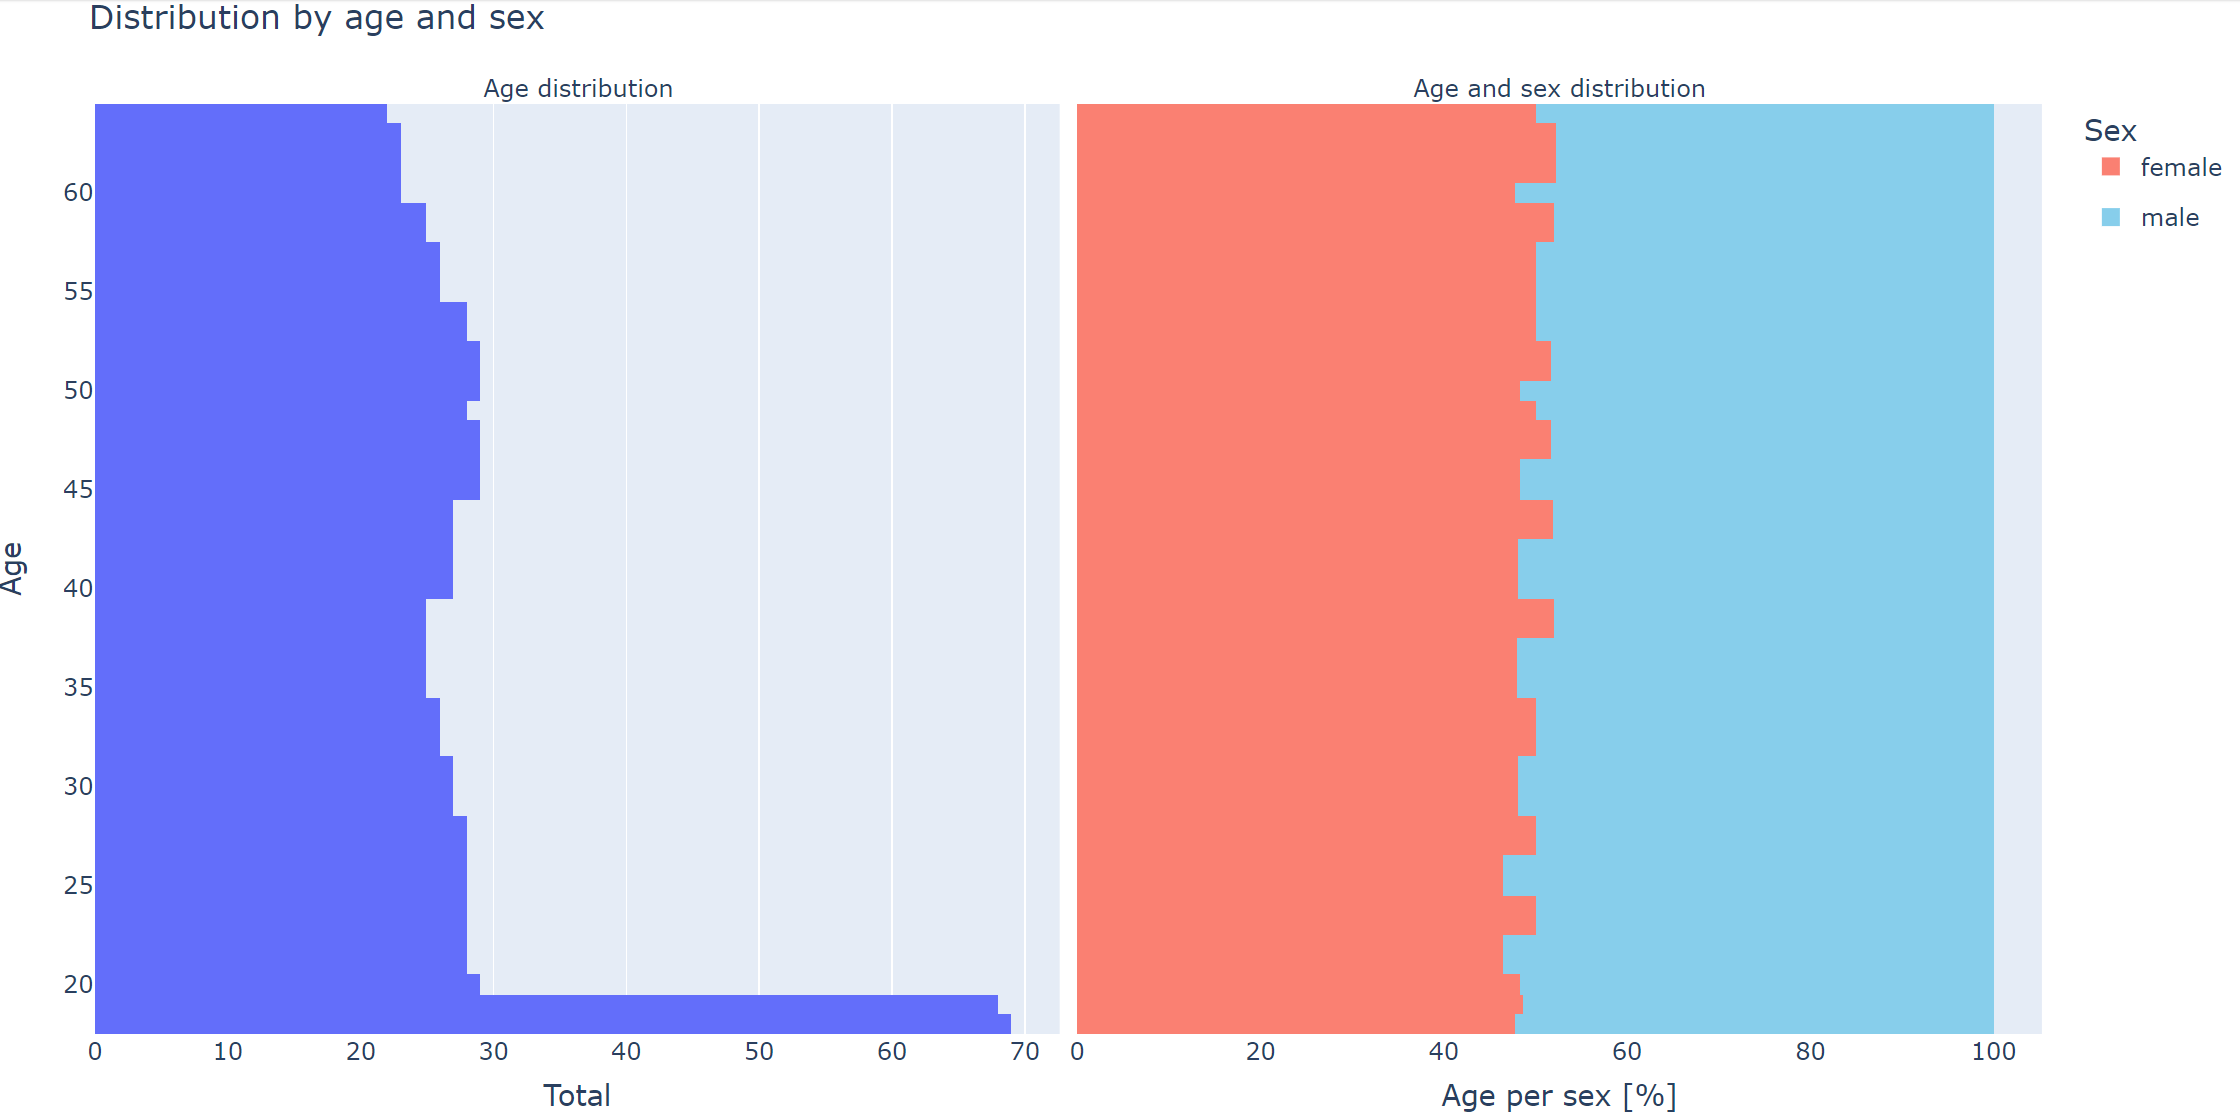 Distribution by age and sex
Age distribution
Age and sex distribution
Sex
female
male
Age
60
55
50
45
40
35
30
25
20
0 10 20 30 40 50 60 70
0 20 40 60 80 100
Total
Age per sex [%]